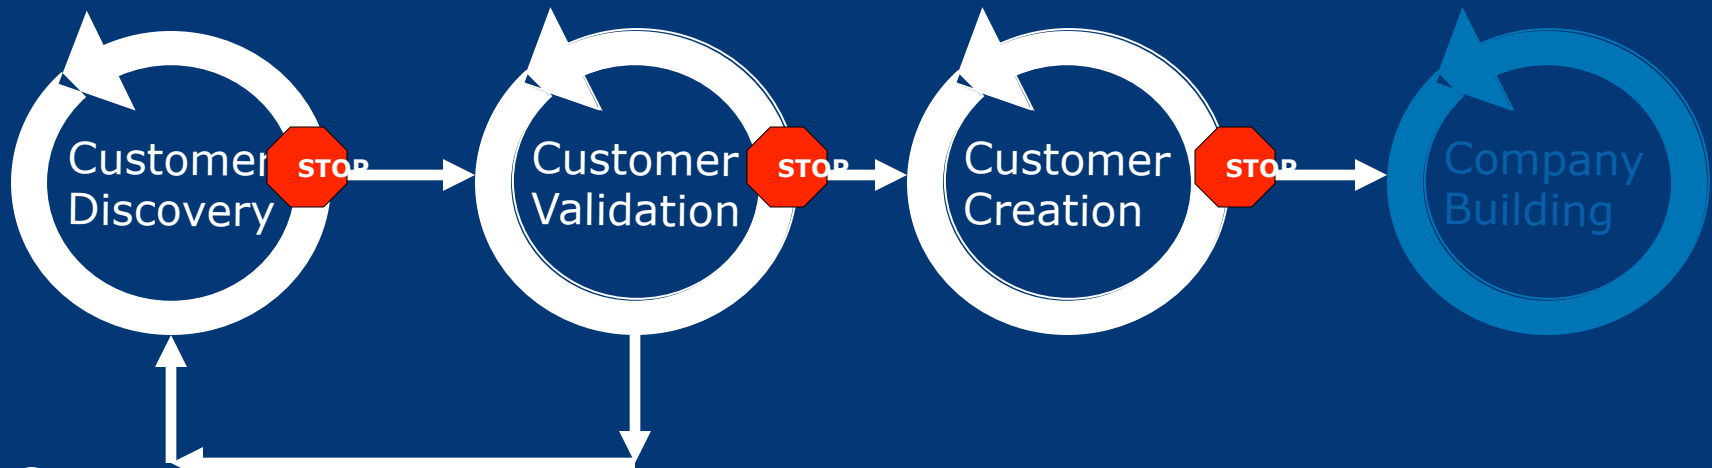 Customer
Discovery
STOP
Customer
Validation
STOP
Customer
Creation
STOP
Company
Building